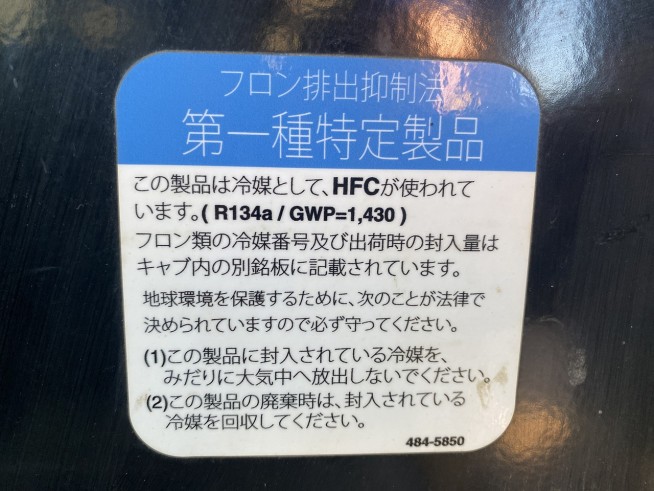 フロン排出抑制法
第一種特定製品
この製品は冷媒として、HFCが使われて
います。( R134a / GWP=1,430 )
フロン類の冷媒番号及び出荷時の封入量は
キャブ内の別銘板に記載されています。
地球環境を保護するために、次のことが法律で
決められていますので必ず守ってください。
(1)この製品に封入されている冷媒を、
みだりに大気中へ放出しないでください。
(2)この製品の廃棄時は、封入されている
冷媒を回収してください。
484-5850